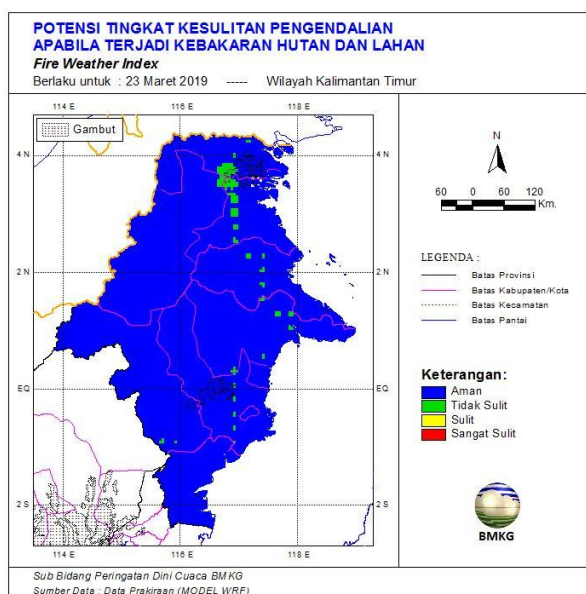 POTENSI TINGKAT KESULITAN PENGENDALIAN
APABILA TERJADI KEBAKARAN HUTAN DAN LAHAN
Fire Weather Index
Berlaku untuk : 23 Maret 2019 ----- Wilayah Kalimantan Timur
114 E 116 E 118 E
Gambut
4 N 4 N
2 N 2 N
EQ EQ
2 S 2 S
114 E 116 E 118 E
N
60 0 60 120
Km.
LEGENDA :
Batas Provinsi
Batas Kabupaten/Kota
Batas Kecamatan
Batas Pantai
Keterangan:
Aman
Tidak Sulit
Sulit
Sangat Sulit
BMKG
Sub Bidang Peringatan Dini Cuaca BMKG
Sumber Data : Data Prakiraan (MODEL WRF)